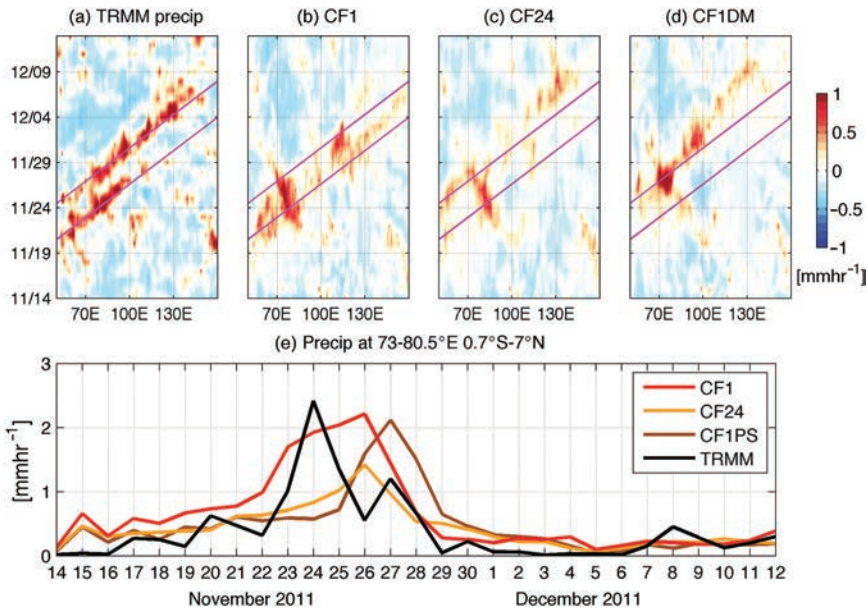 (a) TRMM precip
(b) CF1
(c) CF24
(d) CF1DM
12/09
12/04
11/29
11/24
11/19
11/14
70E 100E 130E
70E 100E 130E
70E 100E 130E
70E 100E 130E
1
0.5
0
−0.5
−1
[mmhr⁻¹]
(e) Precip at 73-80.5°E 0.7°S-7°N
3
2
1
0
[mmhr⁻¹]
CF1
CF24
CF1PS
TRMM
14 15 16 17 18 19 20 21 22 23 24 25 26 27 28 29 30 1 2 3 4 5 6 7 8 9 10 11 12
November 2011
December 2011